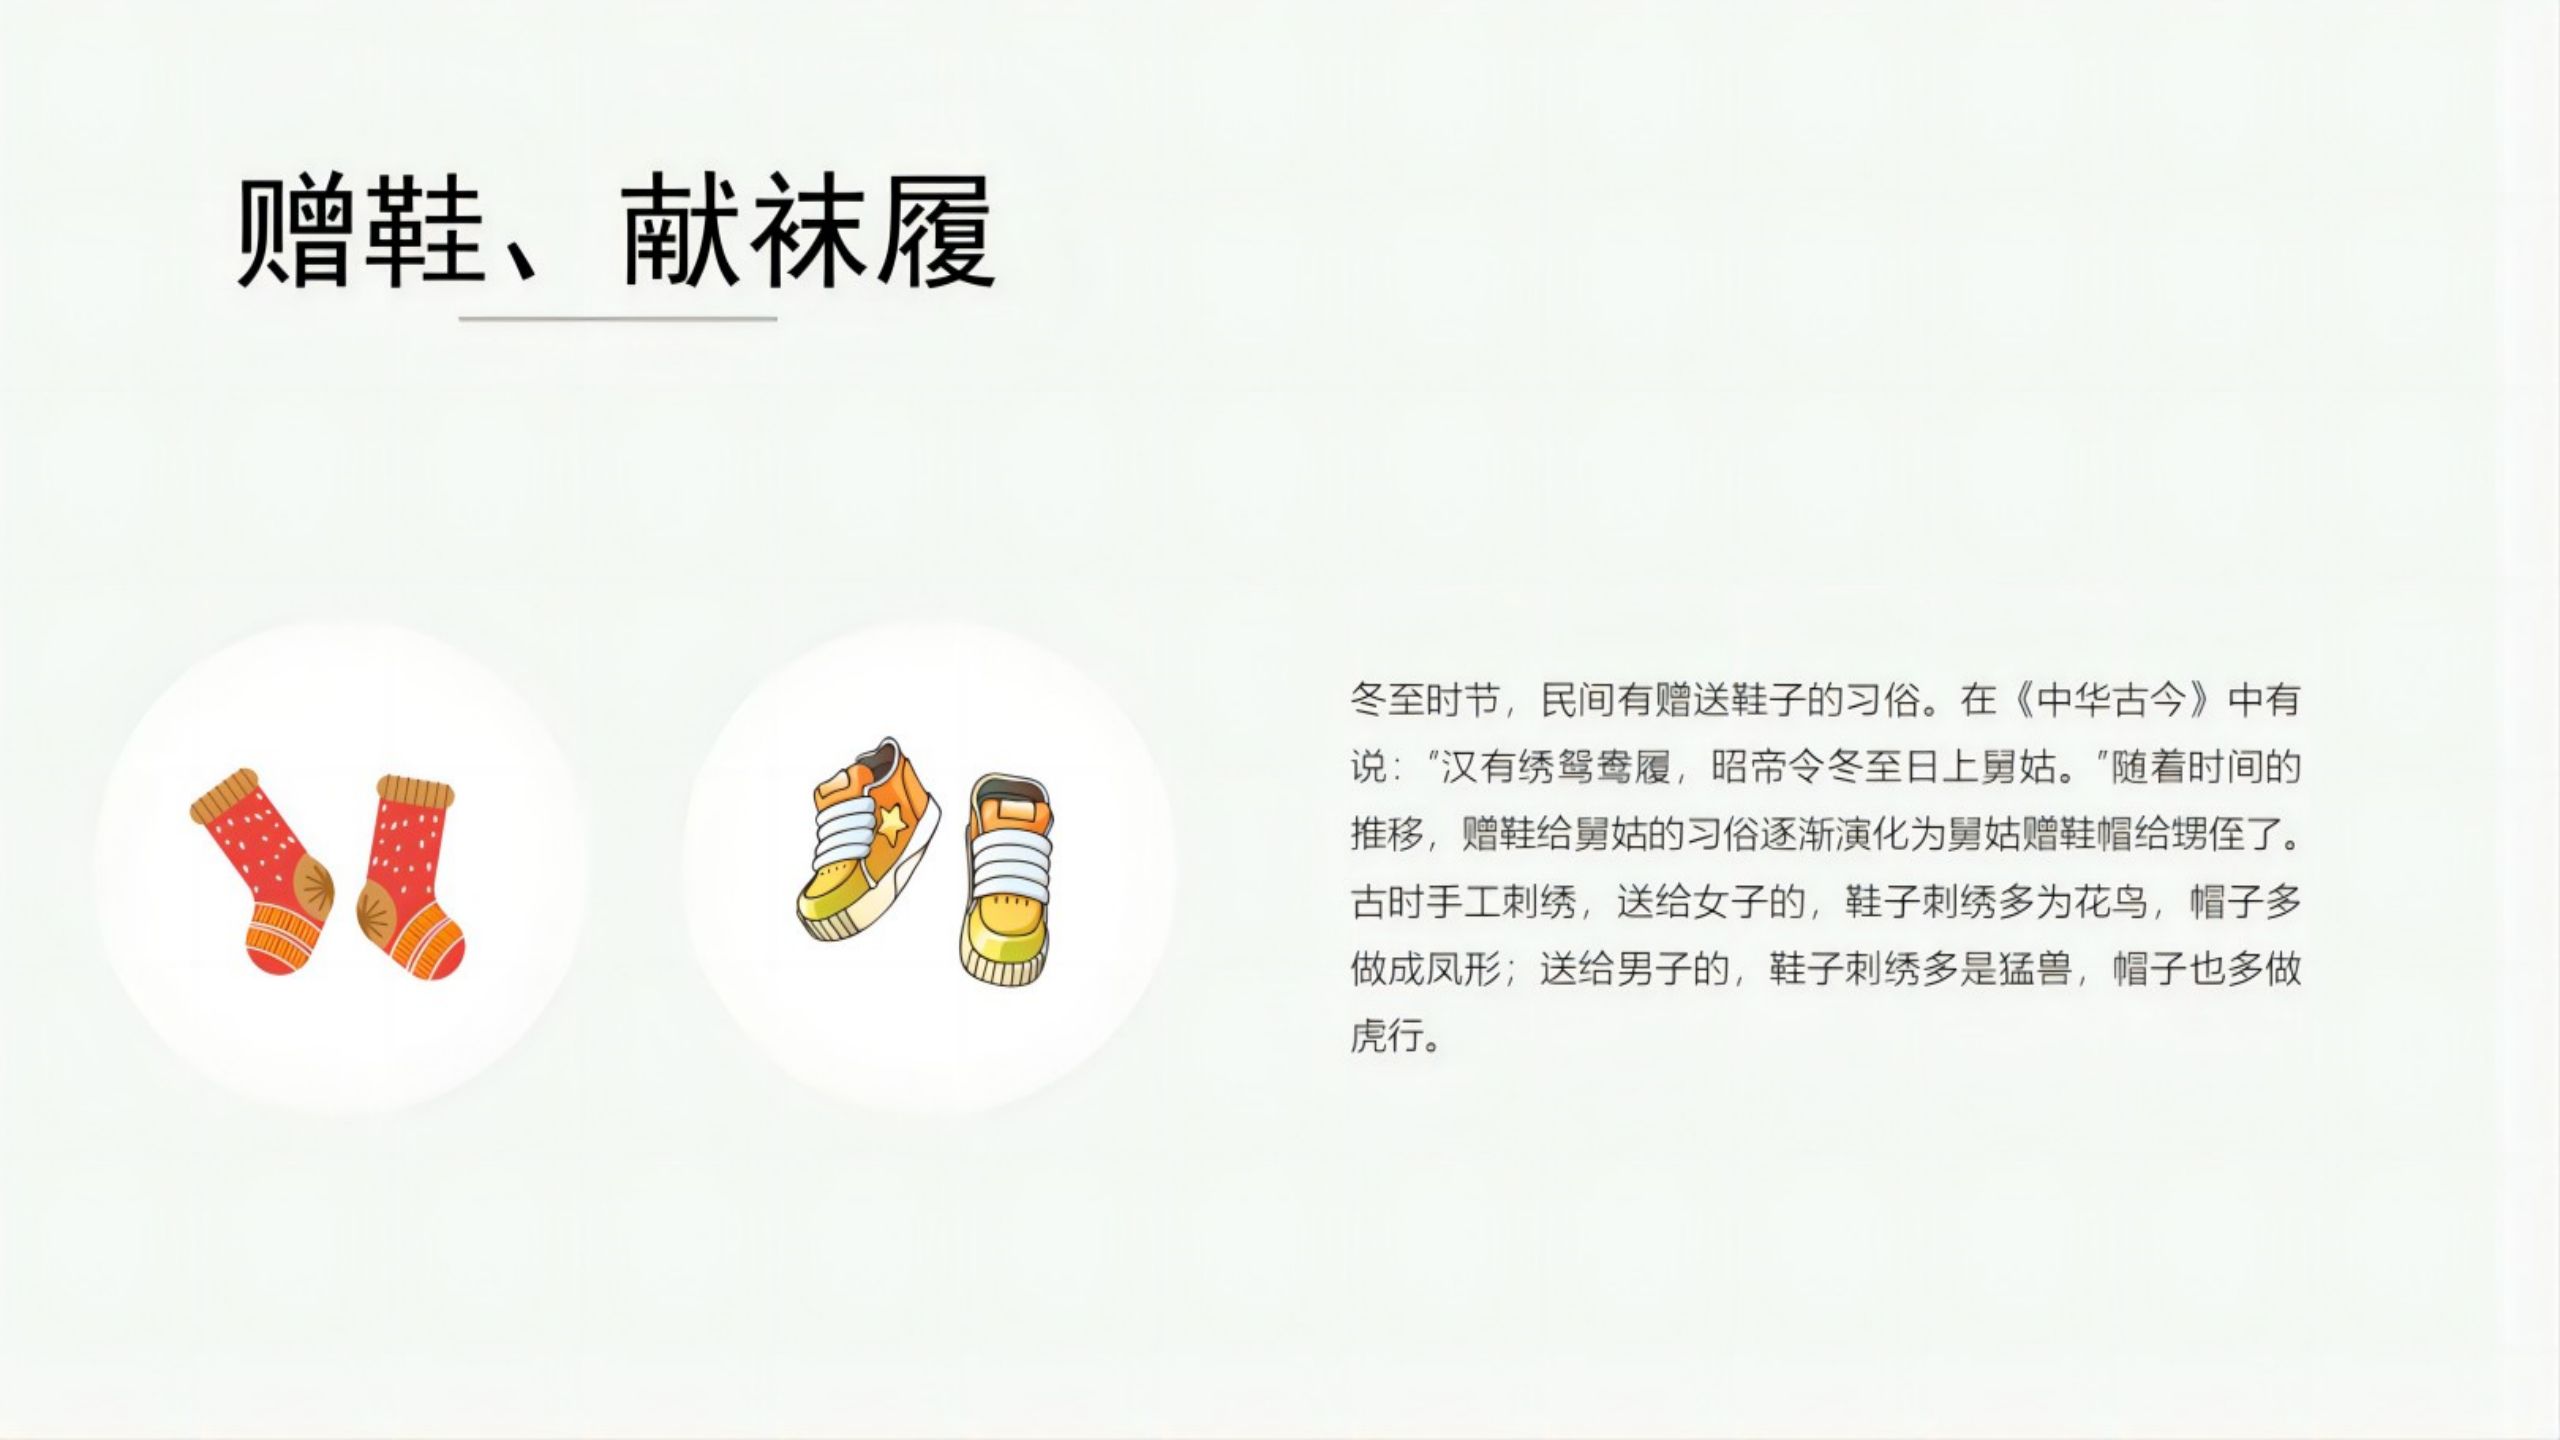 赠鞋、献袜履
冬至时节，民间有赠送鞋子的习俗。在《中华古今》中有
说：“汉有绣鸳鸯履，昭帝令冬至日上舅姑。”随着时间的
推移，赠鞋给舅姑的习俗逐渐演化为舅姑赠鞋帽给甥侄了。
古时手工刺绣，送给女子的，鞋子刺绣多为花鸟，帽子多
做成凤形；送给男子的，鞋子刺绣多是猛兽，帽子也多做
虎行。